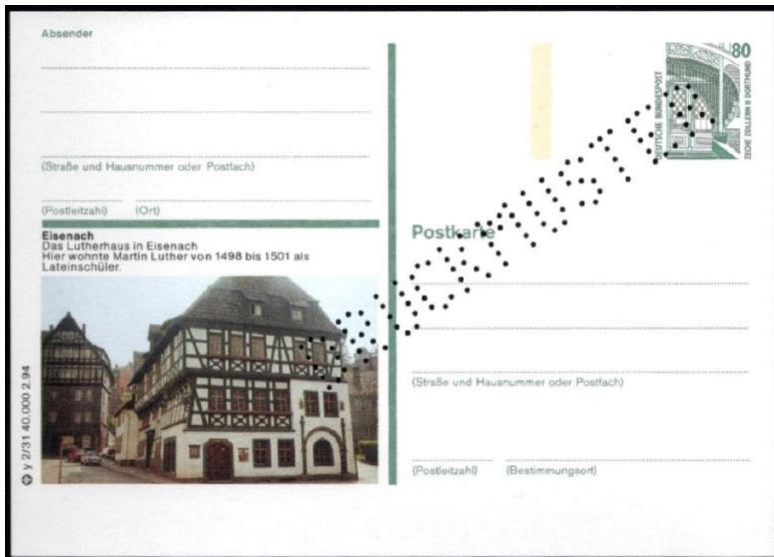 Absender
(Straße und Hausnummer oder Postfach)
(Postleitzahl) (Ort)
Eisenach
Das Lutherhaus in Eisenach
Hier wohnte Martin Luther von 1498 bis 1501 als
Lateinschüler.
y 2/31 40.000 2.94
80
DEUTSCHE BUNDESPOST
ZECHE ZOLLERN II DORTMUND
Postkarte
(Straße und Hausnummer oder Postfach)
(Postleitzahl) (Bestimmungsort)